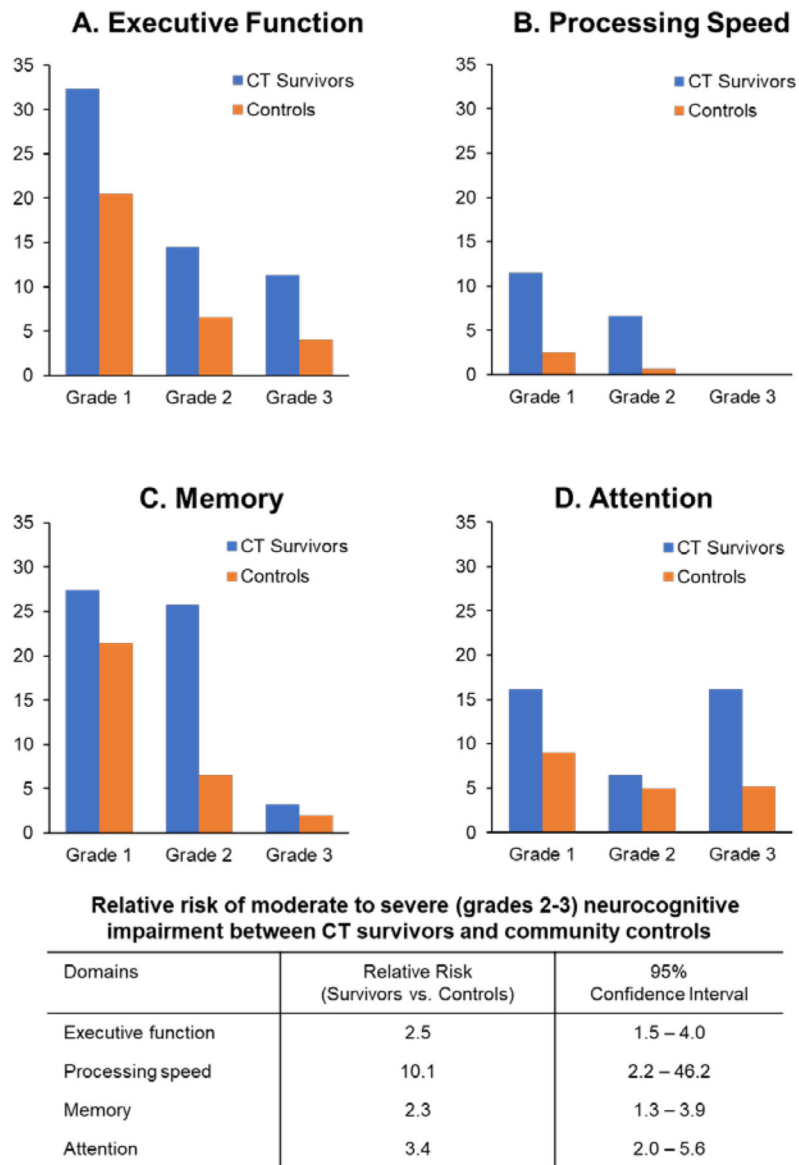 A. Executive Function
35
30
25
20
15
10
5
0
CT Survivors
Controls
Grade 1 Grade 2 Grade 3
B. Processing Speed
35
30
25
20
15
10
5
0
CT Survivors
Controls
Grade 1 Grade 2 Grade 3
C. Memory
35
30
25
20
15
10
5
0
CT Survivors
Controls
Grade 1 Grade 2 Grade 3
D. Attention
35
30
25
20
15
10
5
0
CT Survivors
Controls
Grade 1 Grade 2 Grade 3
Relative risk of moderate to severe (grades 2-3) neurocognitive
impairment between CT survivors and community controls
Domains Relative Risk 95%
(Survivors vs. Controls) Confidence Interval
Executive function 2.5 1.5 – 4.0
Processing speed 10.1 2.2 – 46.2
Memory 2.3 1.3 – 3.9
Attention 3.4 2.0 – 5.6